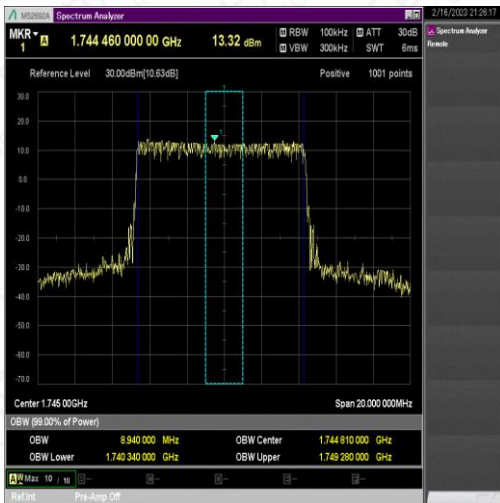 MS2692A Spectrum Analyzer
2/16/2023 21:26:17
MKR 1 A 1.744 460 000 00 GHz 13.32 dBm
M RBW 100kHz M ATT 30dB
M VBW 300kHz SWT 6ms
Spectrum Analyzer
Remote
Reference Level 30.00dBm[10.63dB] Positive 1001 points
30.0
20.0
10.0
0.0
-10.0
-20.0
-30.0
-40.0
-50.0
-60.0
-70.0
Center 1.745 00GHz Span 20.000 000MHz
OBW (99.00% of Power)
OBW 8.940 000 MHz OBW Center 1.744 810 000 GHz
OBW Lower 1.740 340 000 GHz OBW Upper 1.749 280 000 GHz
A W Max 10 / 10
Ref.Int Pre-Amp Off